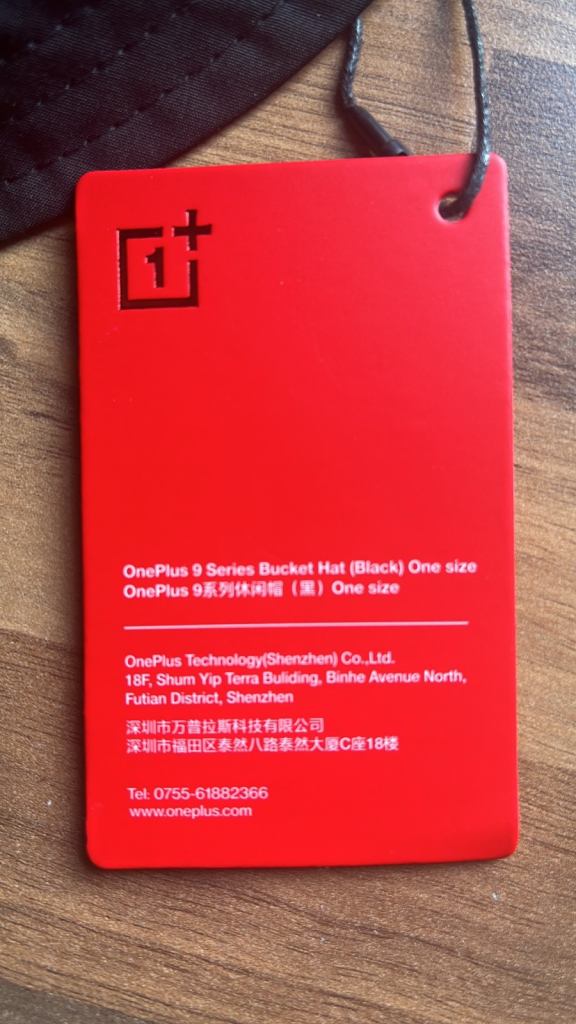 1+
OnePlus 9 Series Bucket Hat (Black) One size
OnePlus 9系列休闲帽（黑）One size
OnePlus Technology(Shenzhen) Co.,Ltd.
18F, Shum Yip Terra Buliding, Binhe Avenue North,
Futian District, Shenzhen
深圳市万普拉斯科技有限公司
深圳市福田区泰然八路泰然大厦C座18楼
Tel: 0755-61882366
www.oneplus.com